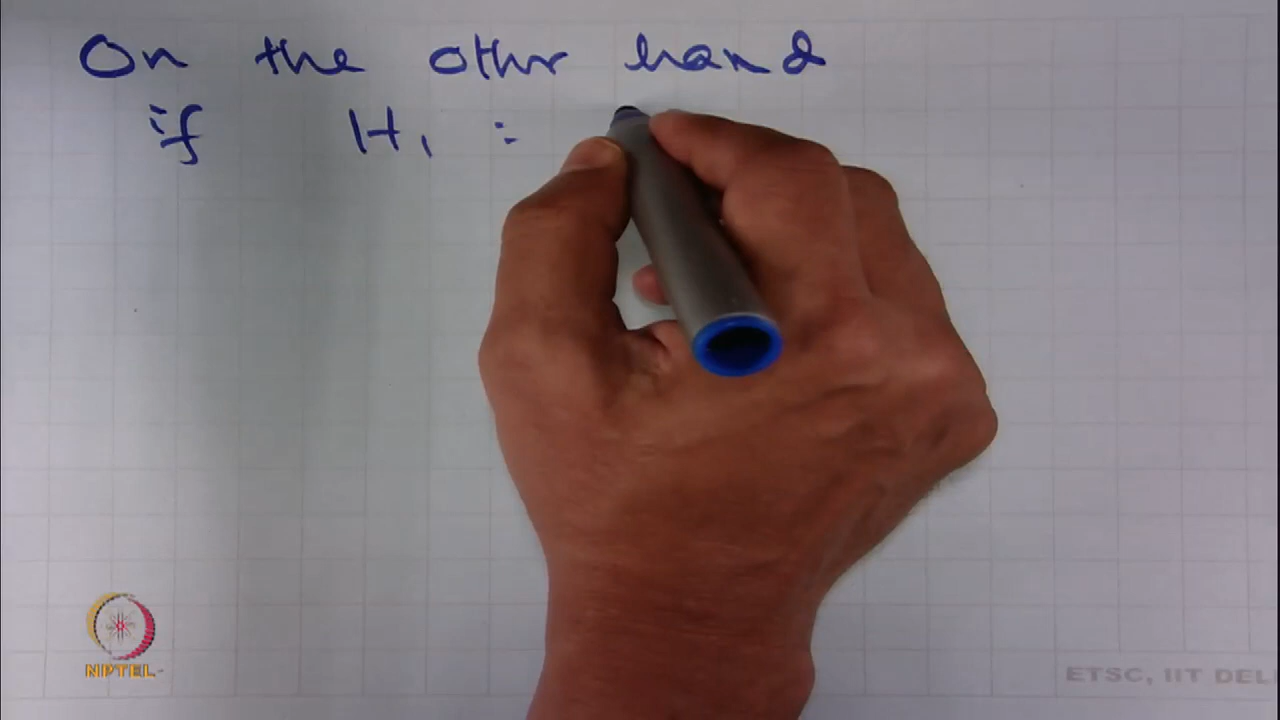 On the othr hand
if H₁ :
NPTEL
ETSC, IIT DEL